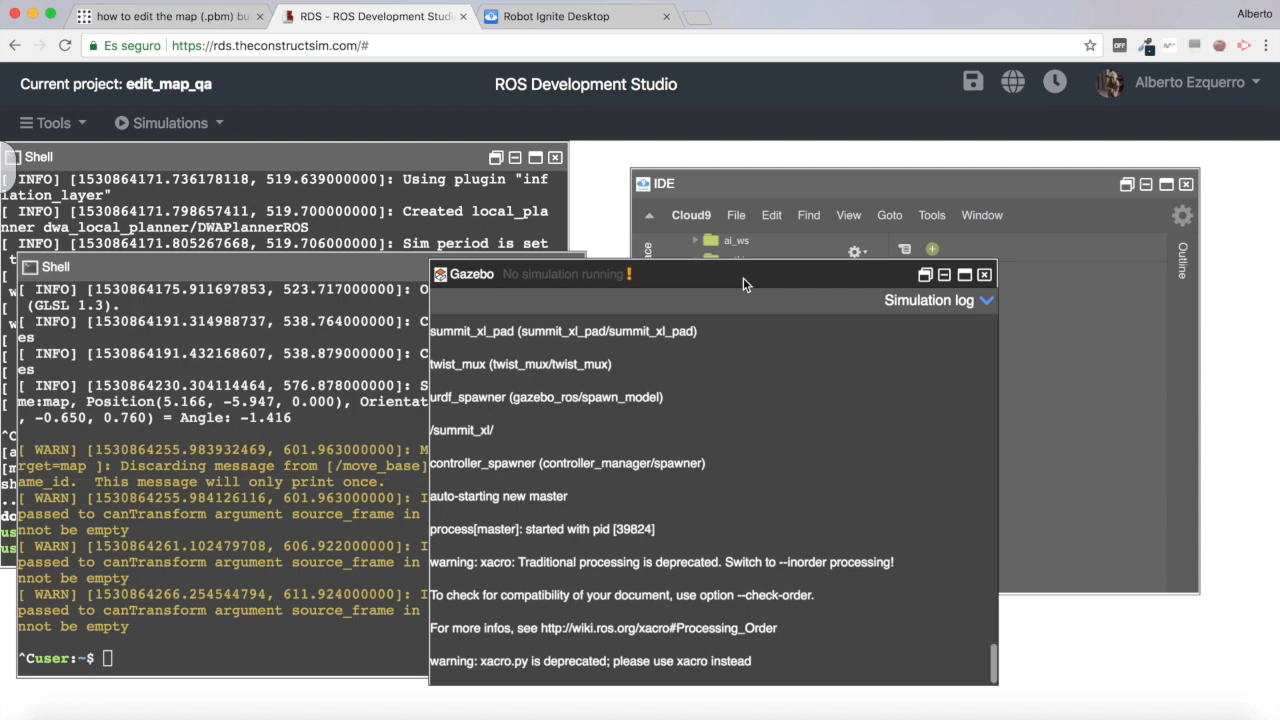 how to edit the map (.pbm) bu
RDS - ROS Development Studi
Robot Ignite Desktop
Alberto
Es seguro
https://rds.theconstructsim.com/#
OFF
Current project: edit_map_qa
ROS Development Studio
Alberto Ezquerro
Tools
Simulations
Shell
[ INFO] [1530864171.736178118, 519.639000000]: Using plugin "inf
lation_layer"
[ INFO] [1530864171.798657411, 519.700000000]: Created local_pla
nner dwa_local_planner/DWAPlannerROS
[ INFO] [1530864171.805267668, 519.706000000]: Sim period is set
Shell
[ INFO] [1530864175.911697853, 523.717000000]: O
(GLSL 1.3).
[ INFO] [1530864191.314988737, 538.764000000]: C
es
[ INFO] [1530864191.432168607, 538.879000000]: C
es
[ INFO] [1530864230.304114464, 576.878000000]: S
me:map, Position(5.166, -5.947, 0.000), Orientat
, -0.650, 0.760) = Angle: -1.416
[ WARN] [1530864255.983932469, 601.963000000]: M
rget=map ]: Discarding message from [/move_base]
ame_id.  This message will only print once.
[ WARN] [1530864255.984126116, 601.963000000]: I
passed to canTransform argument source_frame in
nnot be empty
[ WARN] [1530864261.102479708, 606.922000000]: I
passed to canTransform argument source_frame in
nnot be empty
[ WARN] [1530864266.254544794, 611.924000000]: I
passed to canTransform argument source_frame in
nnot be empty
^Cuser:~$
IDE
Cloud9 File Edit Find View Goto Tools Window
ai_ws
Outline
Gazebo No simulation running !
Simulation log
summit_xl_pad (summit_xl_pad/summit_xl_pad)
twist_mux (twist_mux/twist_mux)
urdf_spawner (gazebo_ros/spawn_model)
/summit_xl/
controller_spawner (controller_manager/spawner)
auto-starting new master
process[master]: started with pid [39824]
warning: xacro: Traditional processing is deprecated. Switch to --inorder processing!
To check for compatibility of your document, use option --check-order.
For more infos, see http://wiki.ros.org/xacro#Processing_Order
warning: xacro.py is deprecated; please use xacro instead